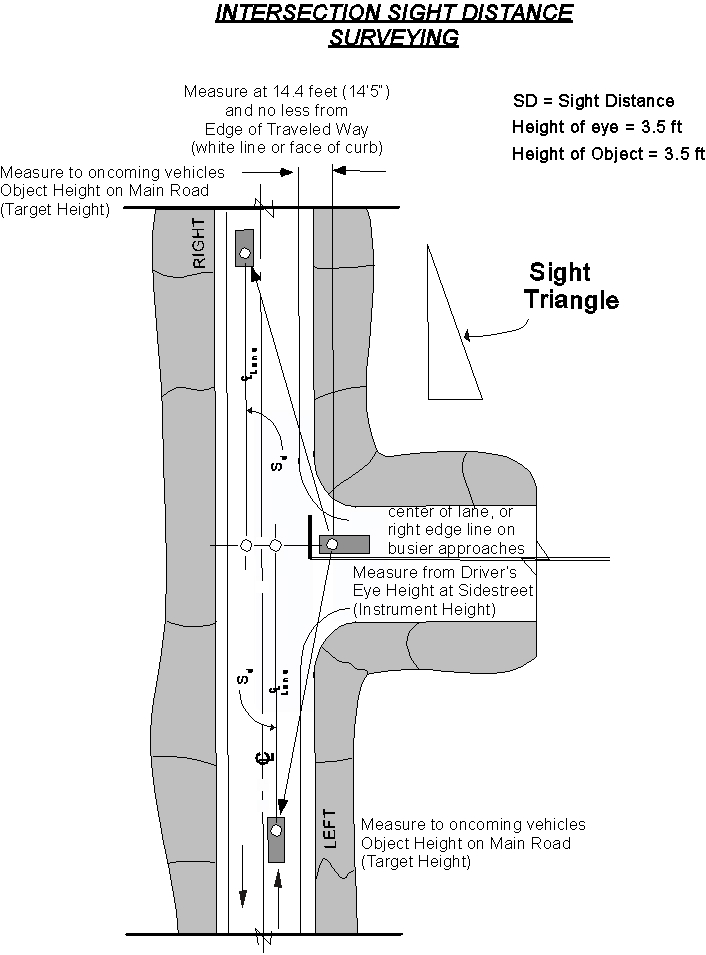 INTERSECTION SIGHT DISTANCE
SURVEYING
Measure at 14.4 feet (14'5")
and no less from
Edge of Traveled Way
(white line or face of curb)
SD = Sight Distance
Height of eye = 3.5 ft
Height of Object = 3.5 ft
Measure to oncoming vehicles
Object Height on Main Road
(Target Height)
RIGHT
Sight
Triangle
℄ Lane
Sd
center of lane, or
right edge line on
busier approaches
Measure from Driver's
Eye Height at Sidestreet
(Instrument Height)
Sd
℄ Lane
℄
LEFT
Measure to oncoming vehicles
Object Height on Main Road
(Target Height)